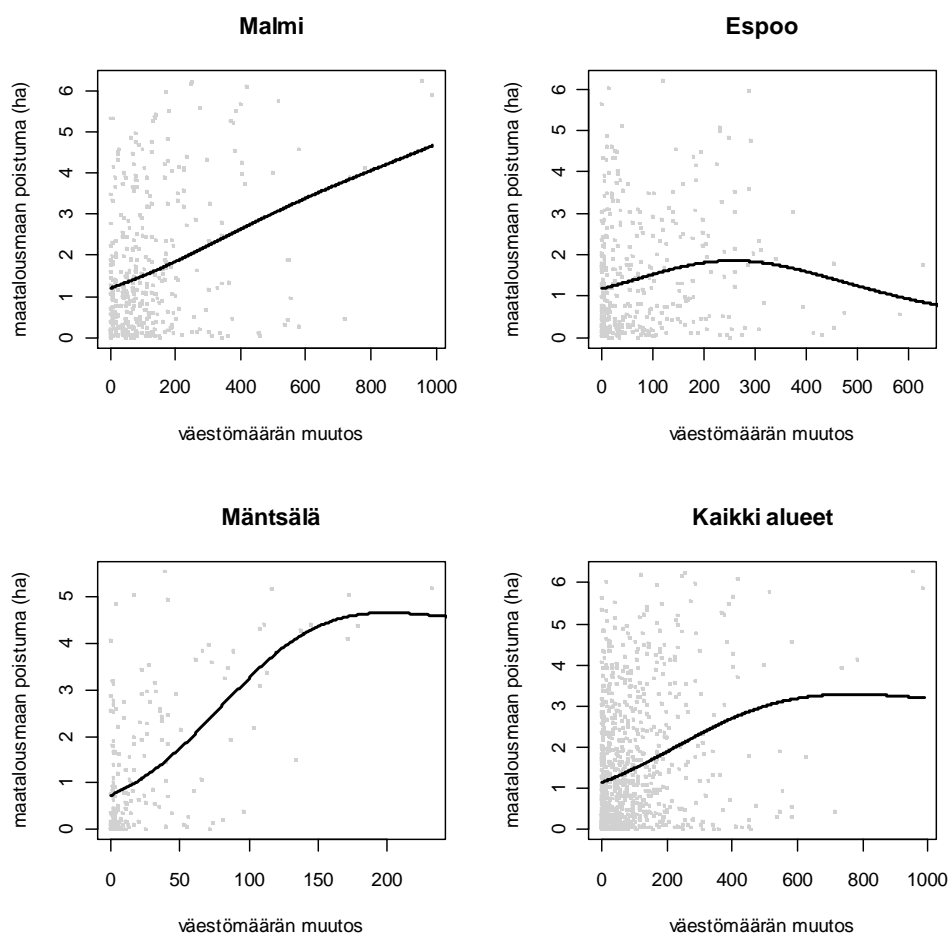 Malmi
maatalousmaan poistuma (ha)
6
5
4
3
2
1
0
0 200 400 600 800 1000
väestömäärän muutos
Espoo
maatalousmaan poistuma (ha)
6
5
4
3
2
1
0
0 100 200 300 400 500 600
väestömäärän muutos
Mäntsälä
maatalousmaan poistuma (ha)
5
4
3
2
1
0
0 50 100 150 200
väestömäärän muutos
Kaikki alueet
maatalousmaan poistuma (ha)
6
5
4
3
2
1
0
0 200 400 600 800 1000
väestömäärän muutos